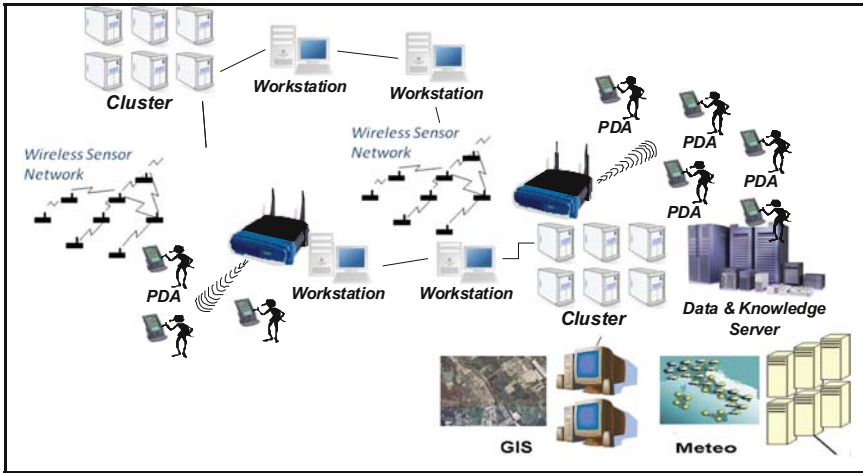 Cluster
Workstation
Workstation
PDA
PDA
PDA
PDA
Wireless Sensor
Network
Wireless Sensor
Network
PDA
Workstation
Workstation
Cluster
Data & Knowledge
Server
GIS
Meteo